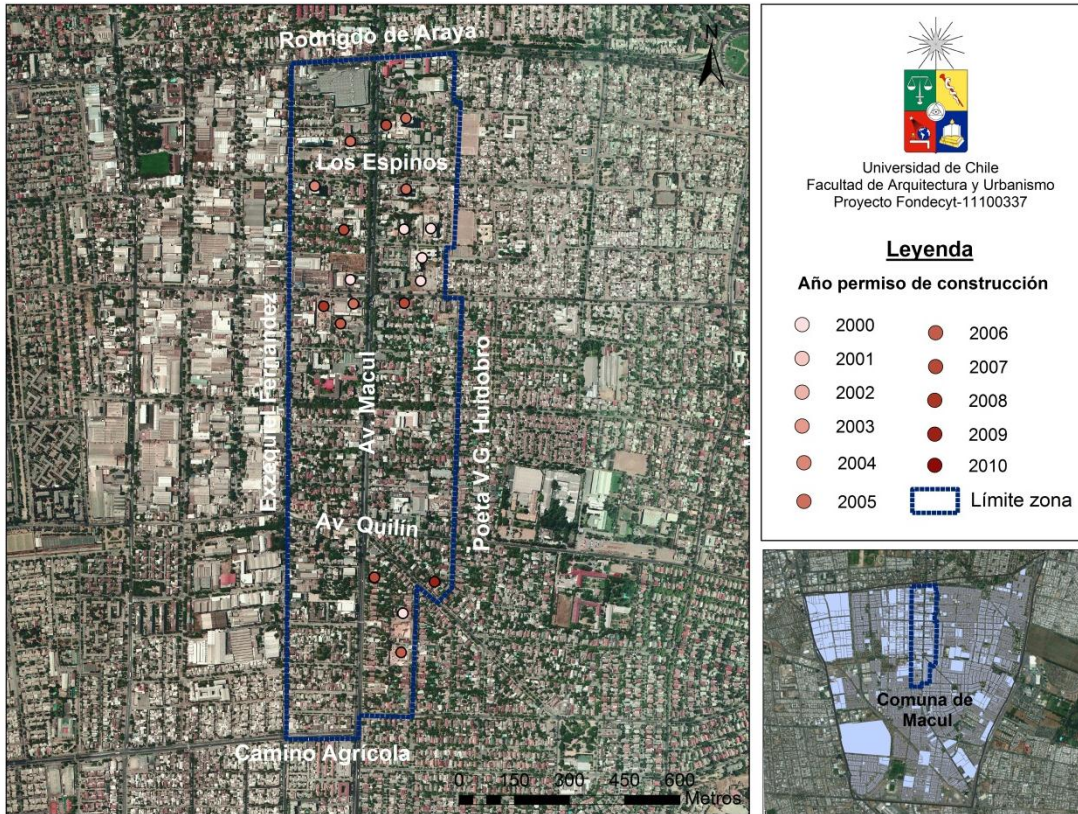 Rodrigdo de Araya
N
Los Espinos
Exzequiel Fernández
Av. Macul
Poeta V.G. Huidobro
Av. Quilín
Camino Agrícola
0 150 300 450 600
Metros
Universidad de Chile
Facultad de Arquitectura y Urbanismo
Proyecto Fondecyt-11100337
Leyenda
Año permiso de construcción
2000
2001
2002
2003
2004
2005
2006
2007
2008
2009
2010
Límite zona
Comuna de
Macul